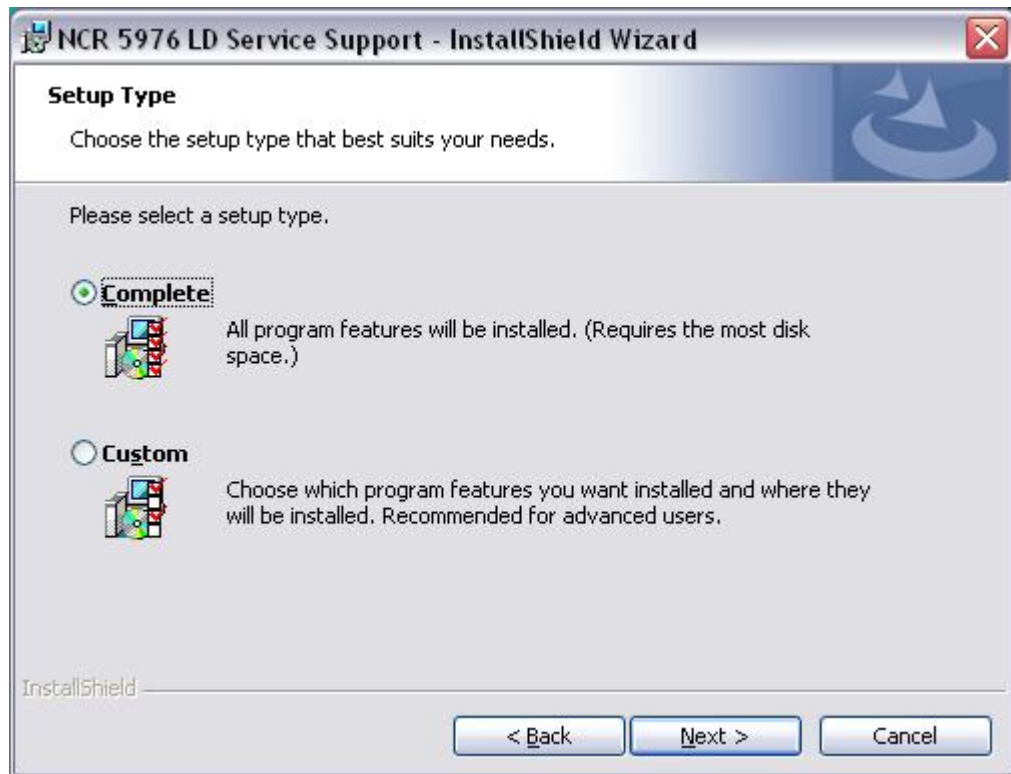 NCR 5976 LD Service Support - InstallShield Wizard
Setup Type
Choose the setup type that best suits your needs.
Please select a setup type.
Complete
All program features will be installed. (Requires the most disk
space.)
Custom
Choose which program features you want installed and where they
will be installed. Recommended for advanced users.
InstallShield
< Back
Next >
Cancel